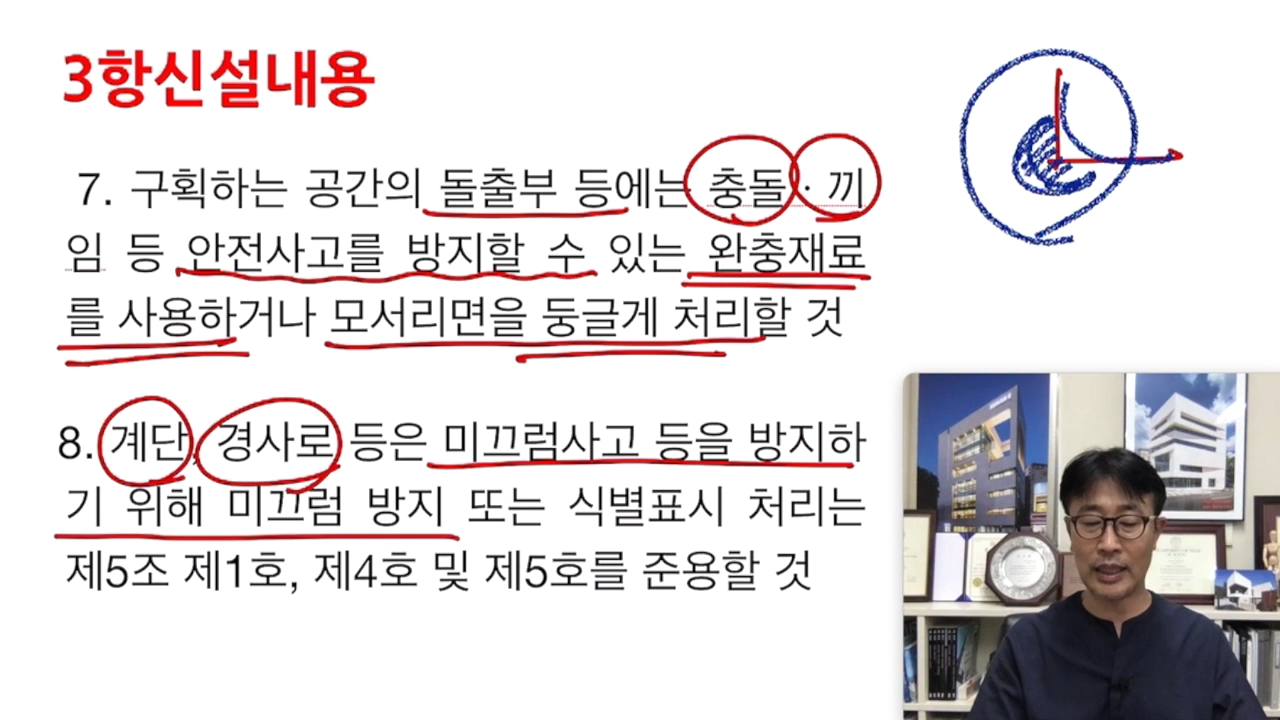 3항신설내용
7. 구획하는 공간의 돌출부 등에는 충돌·끼
임 등 안전사고를 방지할 수 있는 완충재료
를 사용하거나 모서리면을 둥글게 처리할 것
8. 계단, 경사로 등은 미끄럼사고 등을 방지하
기 위해 미끄럼 방지 또는 식별표시 처리는
제5조 제1호, 제4호 및 제5호를 준용할 것